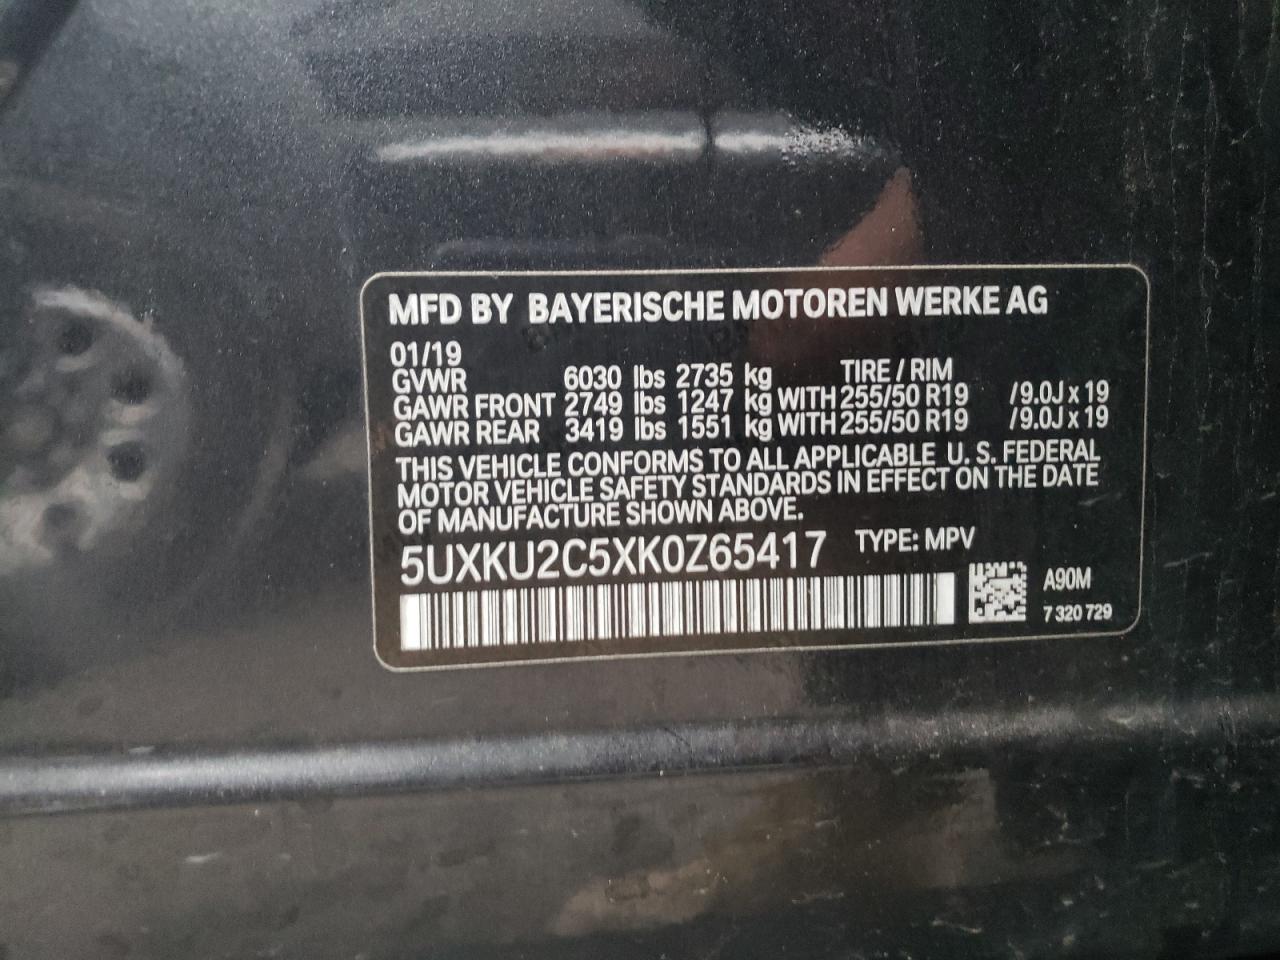 MFD BY BAYERISCHE MOTOREN WERKE AG
01/19
GVWR 6030 lbs 2735 kg TIRE / RIM
GAWR FRONT 2749 lbs 1247 kg WITH 255/50 R19 /9.0J x 19
GAWR REAR 3419 lbs 1551 kg WITH 255/50 R19 /9.0J x 19
THIS VEHICLE CONFORMS TO ALL APPLICABLE U. S. FEDERAL
MOTOR VEHICLE SAFETY STANDARDS IN EFFECT ON THE DATE
OF MANUFACTURE SHOWN ABOVE.
5UXKU2C5XK0Z65417 TYPE: MPV
A90M
7 320 729